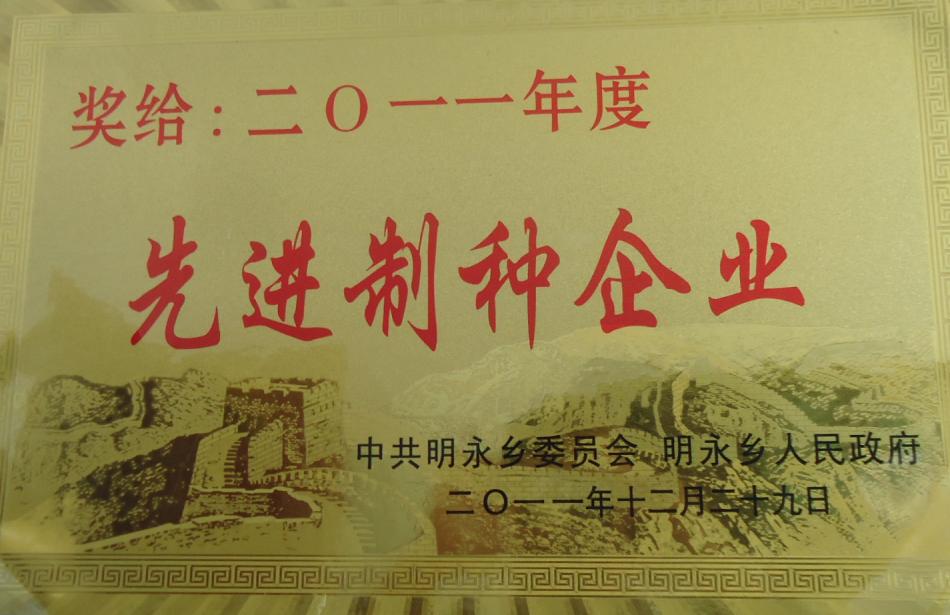 奖给:二O一一年度
先进制种企业
中共明永乡委员会 明永乡人民政府
二〇一一年十二月二十九日